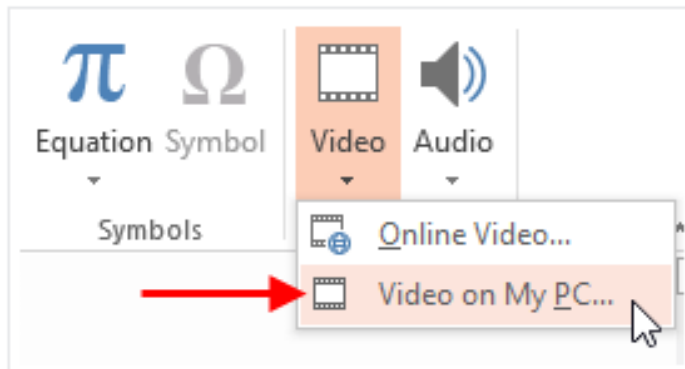 π Ω
Equation Symbol Video Audio
Symbols
Online Video...
Video on My PC...